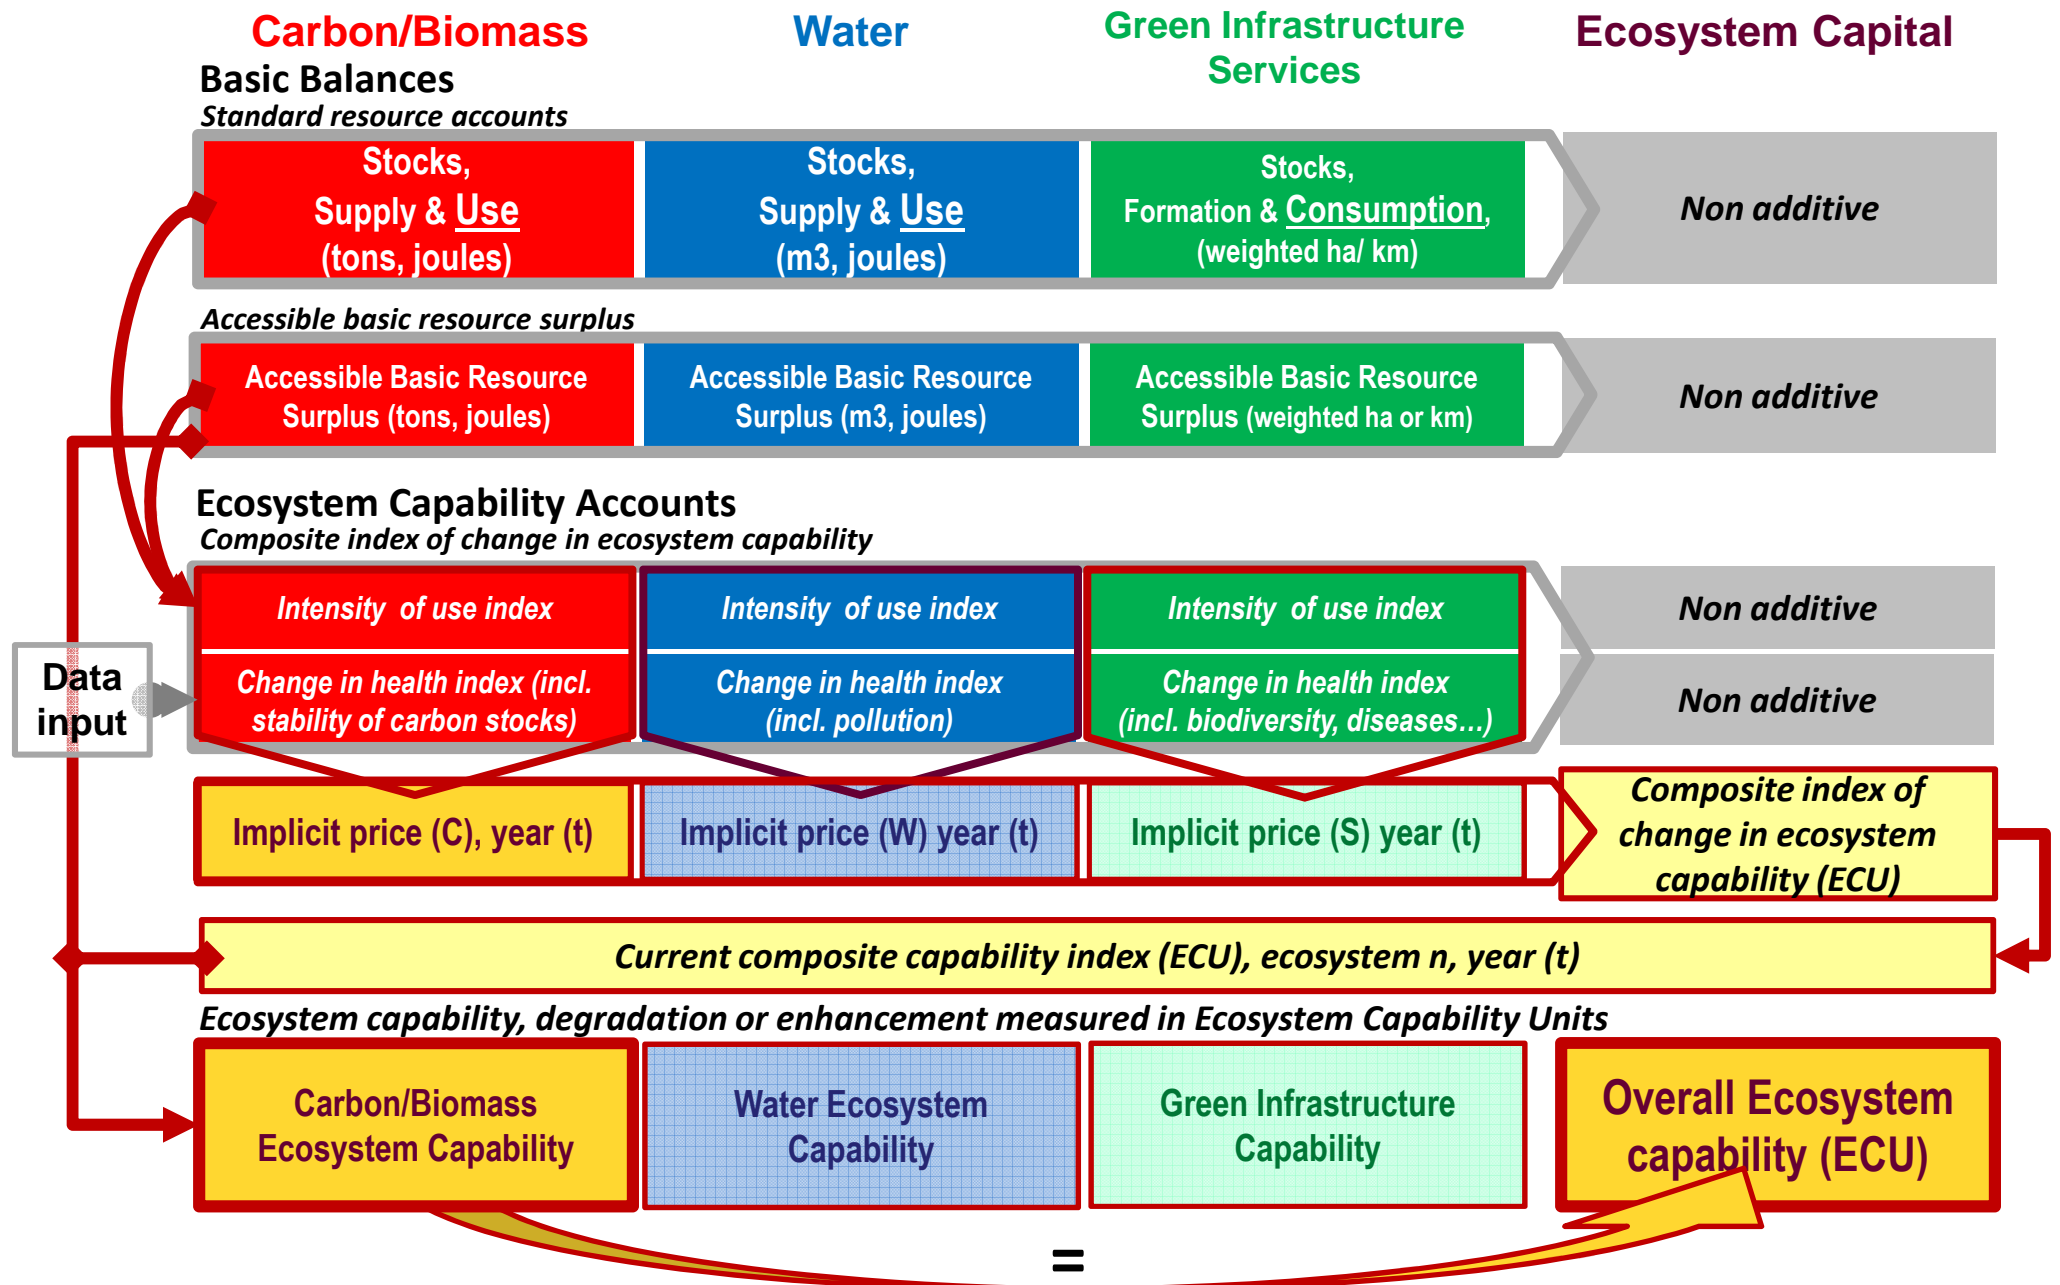 Carbon/Biomass
Water
Green Infrastructure
Services
Ecosystem Capital
Basic Balances
Standard resource accounts
Stocks,
Supply & Use
(tons, joules)
Stocks,
Supply & Use
(m3, joules)
Stocks,
Formation & Consumption,
(weighted ha/ km)
Non additive
Accessible basic resource surplus
Accessible Basic Resource
Surplus (tons, joules)
Accessible Basic Resource
Surplus (m3, joules)
Accessible Basic Resource
Surplus (weighted ha or km)
Non additive
Ecosystem Capability Accounts
Composite index of change in ecosystem capability
Intensity of use index
Intensity of use index
Intensity of use index
Non additive
Data
input
Change in health index (incl.
stability of carbon stocks)
Change in health index
(incl. pollution)
Change in health index
(incl. biodiversity, diseases…)
Non additive
Implicit price (C), year (t)
Implicit price (W) year (t)
Implicit price (S) year (t)
Composite index of
change in ecosystem
capability (ECU)
Current composite capability index (ECU), ecosystem n, year (t)
Ecosystem capability, degradation or enhancement measured in Ecosystem Capability Units
Carbon/Biomass
Ecosystem Capability
Water Ecosystem
Capability
Green Infrastructure
Capability
Overall Ecosystem
capability (ECU)
=